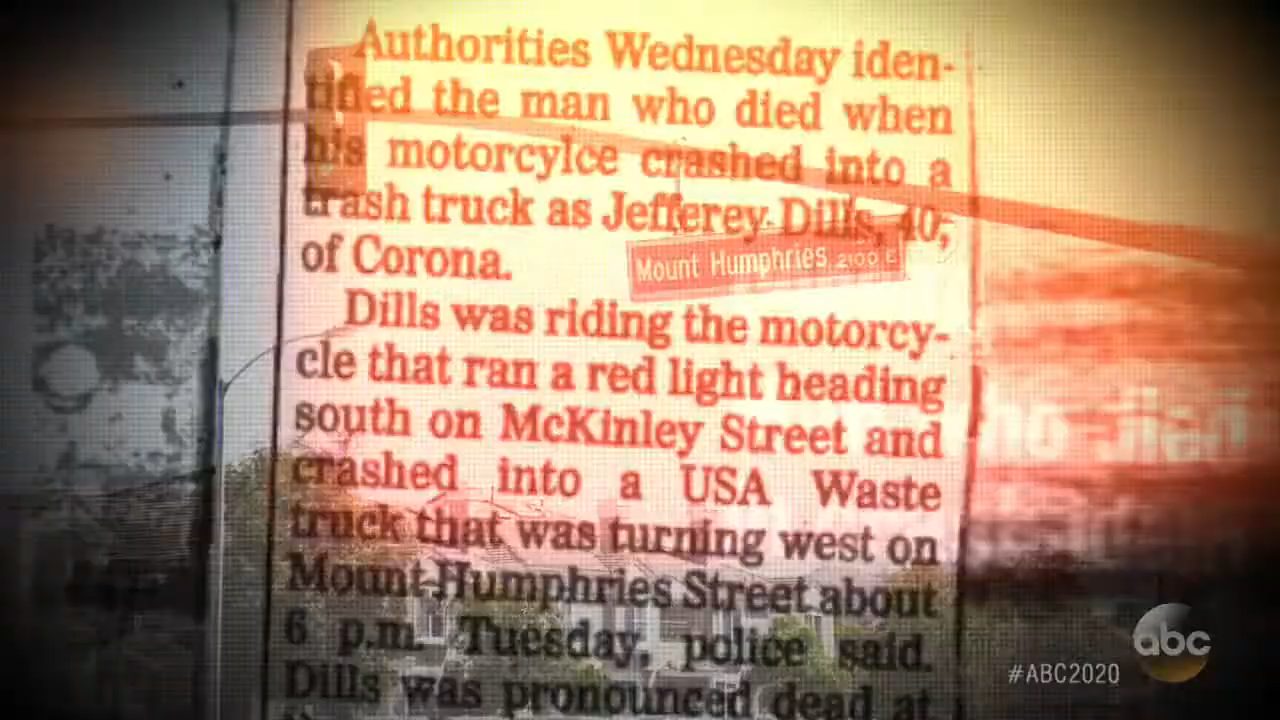 Authorities Wednesday iden-
tified the man who died when
his motorcylce crashed into a
trash truck as Jefferey Dills, 40,
of Corona.
Mount Humphries 2100 E
Dills was riding the motorcy-
cle that ran a red light heading
south on McKinley Street and
crashed into a USA Waste
truck that was turning west on
Mount Humphries Street about
6 p.m. Tuesday, police said.
Dills was pronounced dead at
abc
#ABC2020